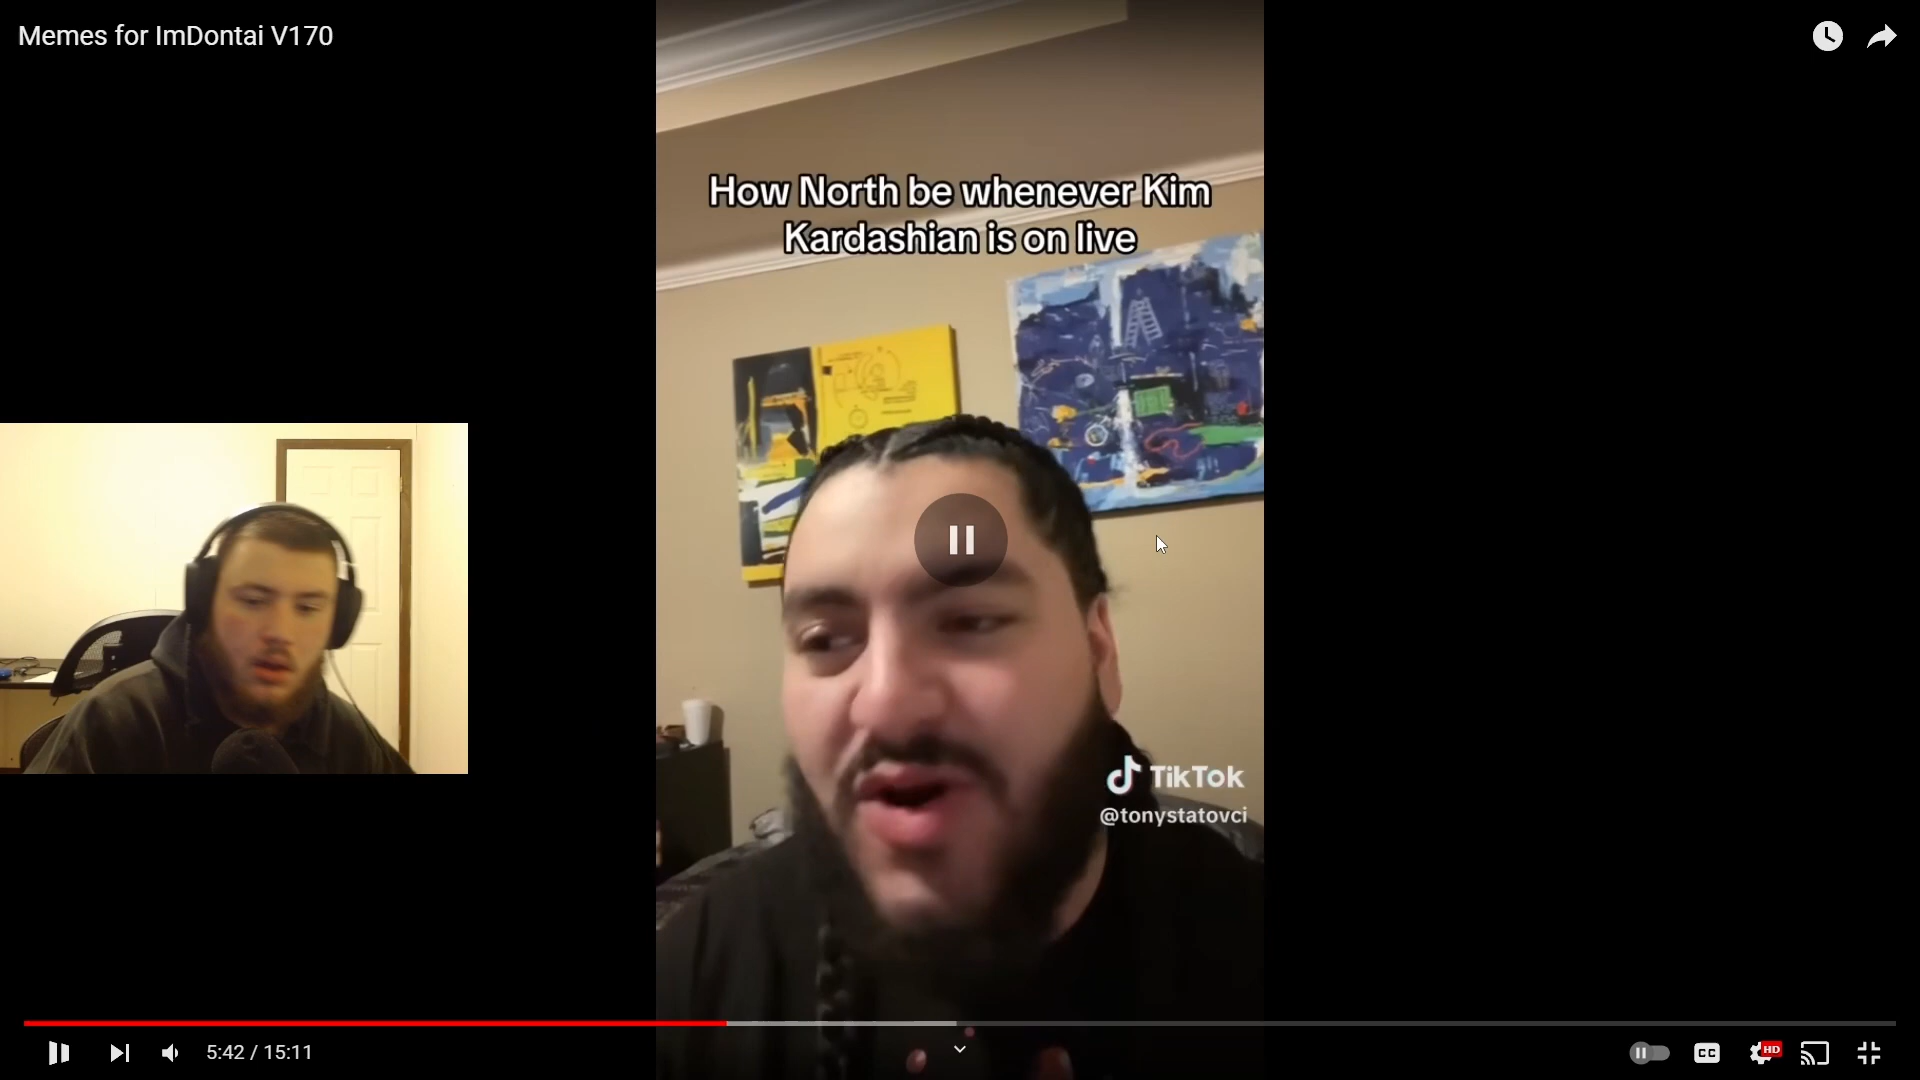 Memes for ImDontai V170
How North be whenever Kim
Kardashian is on live
TikTok
@tonystatovci
5:42 / 15:11
CC
HD